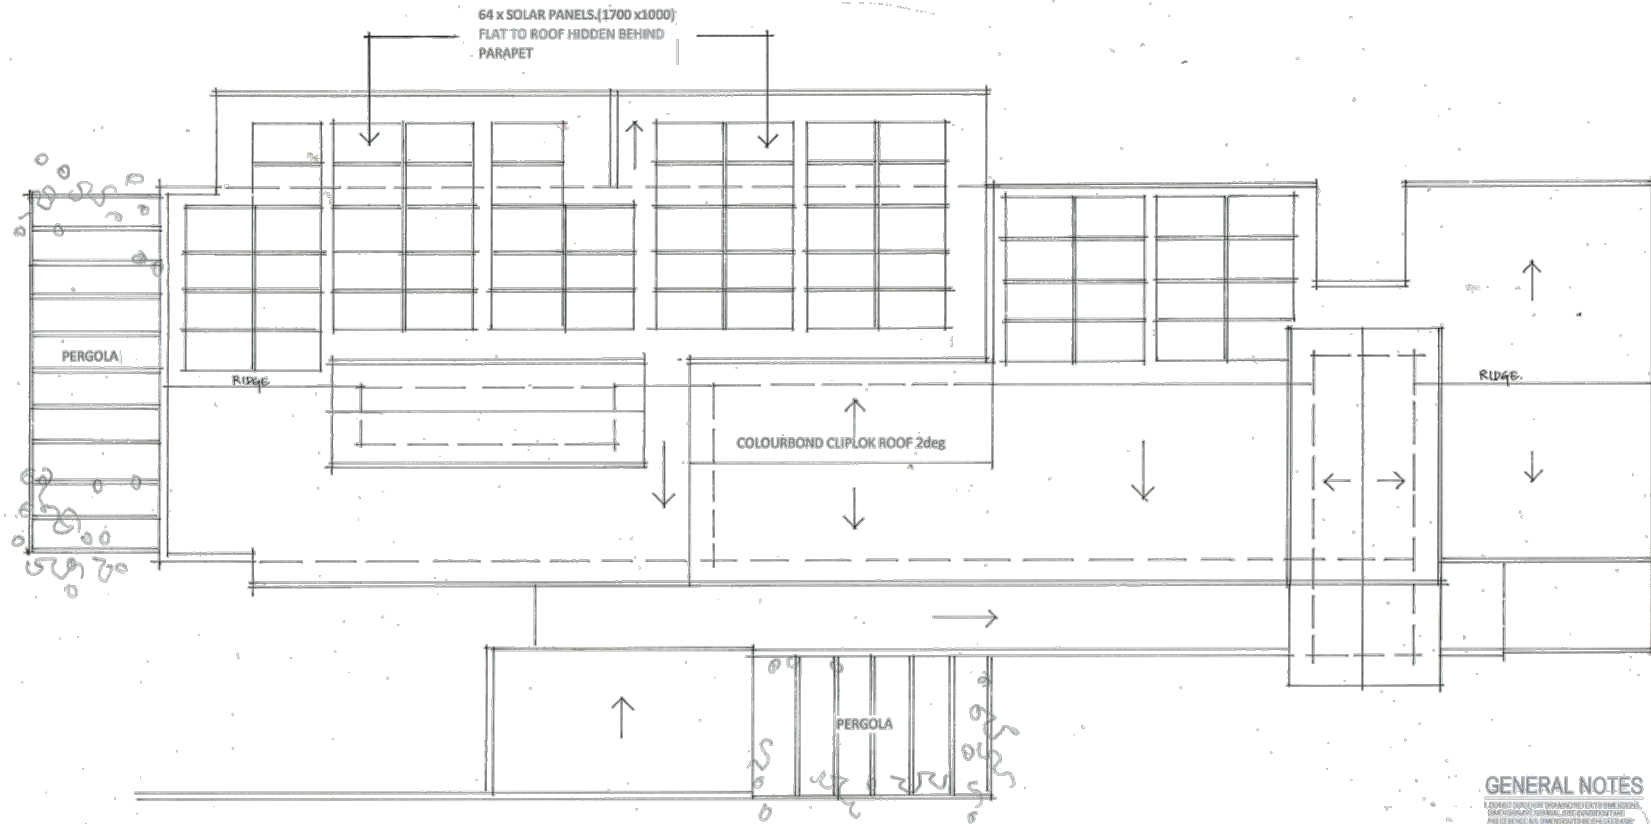 64 x SOLAR PANELS.(1700 x1000)
FLAT TO ROOF HIDDEN BEHIND
PARAPET
PERGOLA
RIDGE
RIDGE.
COLOURBOND CLIPLOK ROOF 2deg
PERGOLA
GENERAL NOTES